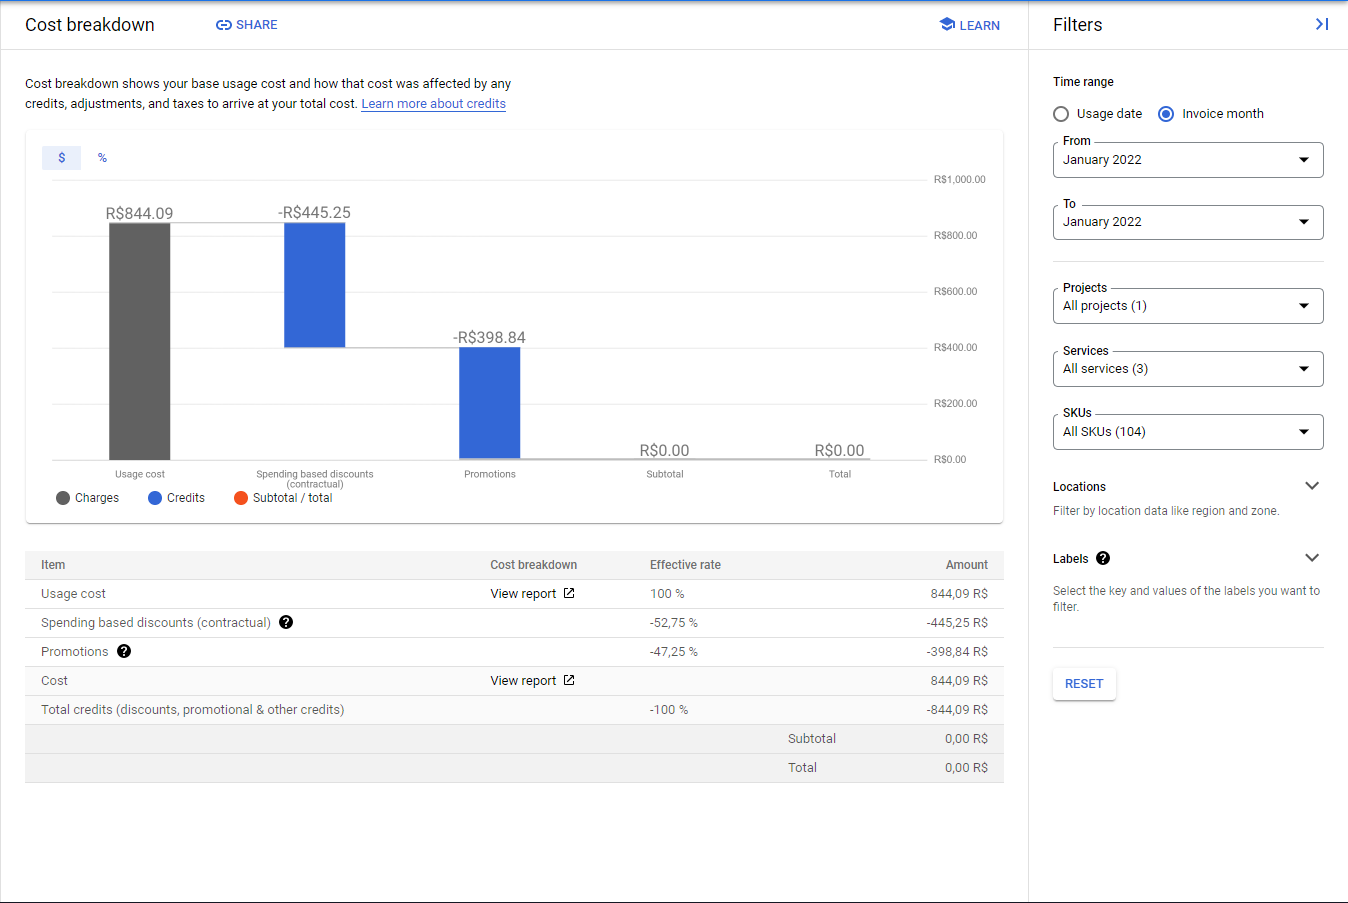 Cost breakdown
SHARE
LEARN
Cost breakdown shows your base usage cost and how that cost was affected by any
credits, adjustments, and taxes to arrive at your total cost. Learn more about credits
$ %
R$1,000.00
R$800.00
R$600.00
R$400.00
R$200.00
R$0.00
R$844.09
-R$445.25
-R$398.84
R$0.00
R$0.00
Usage cost
Spending based discounts
(contractual)
Promotions
Subtotal
Total
Charges
Credits
Subtotal / total
Item Cost breakdown Effective rate Amount
Usage cost View report 100 % 844,09 R$
Spending based discounts (contractual) ? -52,75 % -445,25 R$
Promotions ? -47,25 % -398,84 R$
Cost View report 844,09 R$
Total credits (discounts, promotional & other credits) -100 % -844,09 R$
Subtotal 0,00 R$
Total 0,00 R$
Filters
Time range
Usage date Invoice month
From
January 2022
To
January 2022
Projects
All projects (1)
Services
All services (3)
SKUs
All SKUs (104)
Locations
Filter by location data like region and zone.
Labels ?
Select the key and values of the labels you want to
filter.
RESET